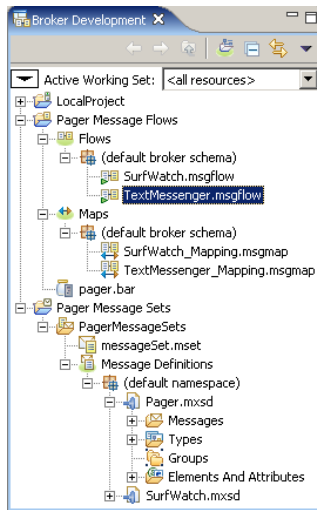 Broker Development
Active Working Set: <all resources>
LocalProject
Pager Message Flows
Flows
(default broker schema)
SurfWatch.msgflow
TextMessenger.msgflow
Maps
(default broker schema)
SurfWatch_Mapping.msgmap
TextMessenger_Mapping.msgmap
pager.bar
Pager Message Sets
PagerMessageSets
messageSet.mset
Message Definitions
(default namespace)
Pager.mxsd
Messages
Types
Groups
Elements And Attributes
SurfWatch.mxsd